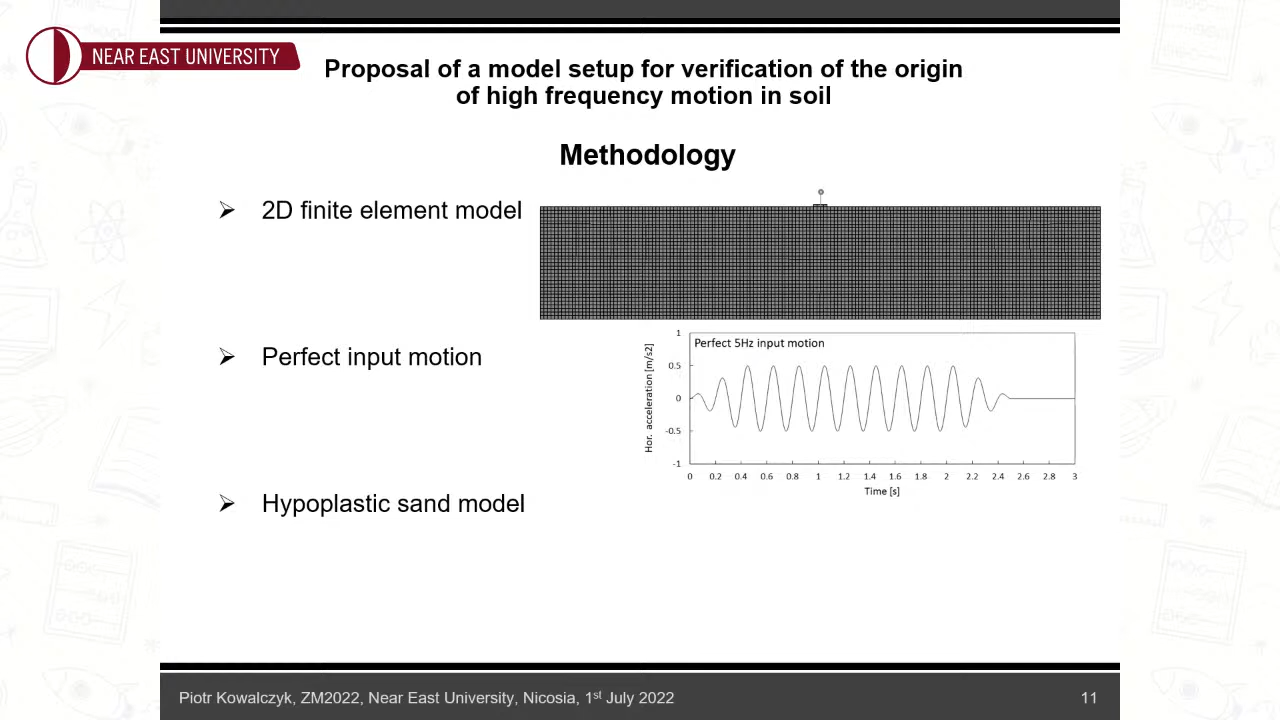 NEAR EAST UNIVERSITY
Proposal of a model setup for verification of the origin
of high frequency motion in soil
Methodology
➢ 2D finite element model
➢ Perfect input motion
Perfect 5Hz input motion
Hor. acceleration [m/s2]
1
0.5
0
-0.5
-1
0 0.2 0.4 0.6 0.8 1 1.2 1.4 1.6 1.8 2 2.2 2.4 2.6 2.8 3
Time [s]
➢ Hypoplastic sand model
Piotr Kowalczyk, ZM2022, Near East University, Nicosia, 1st July 2022
11